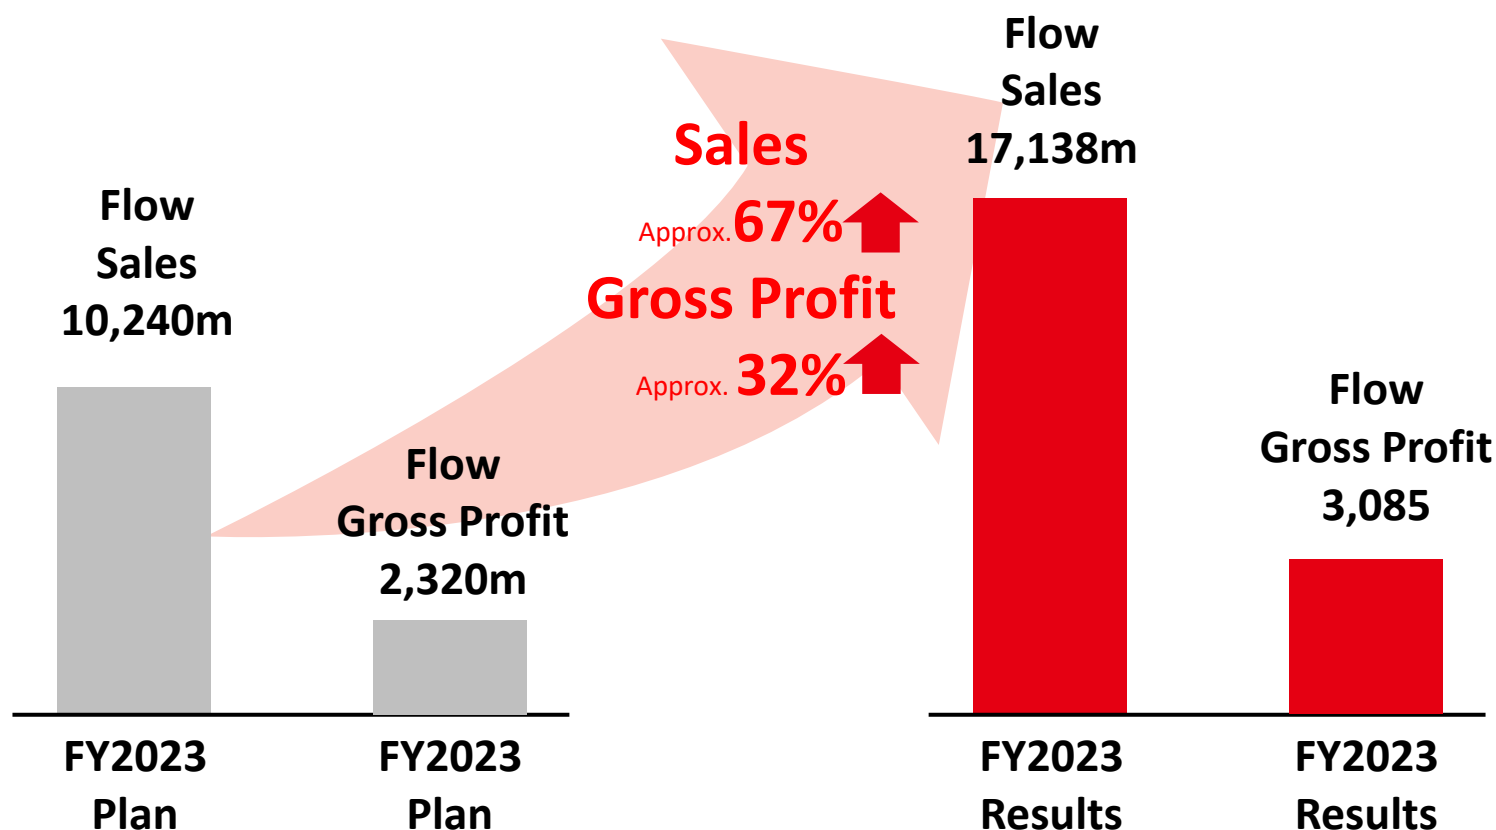 Flow
Sales
10,240m
Flow
Gross Profit
2,320m
FY2023
Plan
FY2023
Plan
Sales
Approx. 67%
Gross Profit
Approx. 32%
Flow
Sales
17,138m
Flow
Gross Profit
3,085
FY2023
Results
FY2023
Results